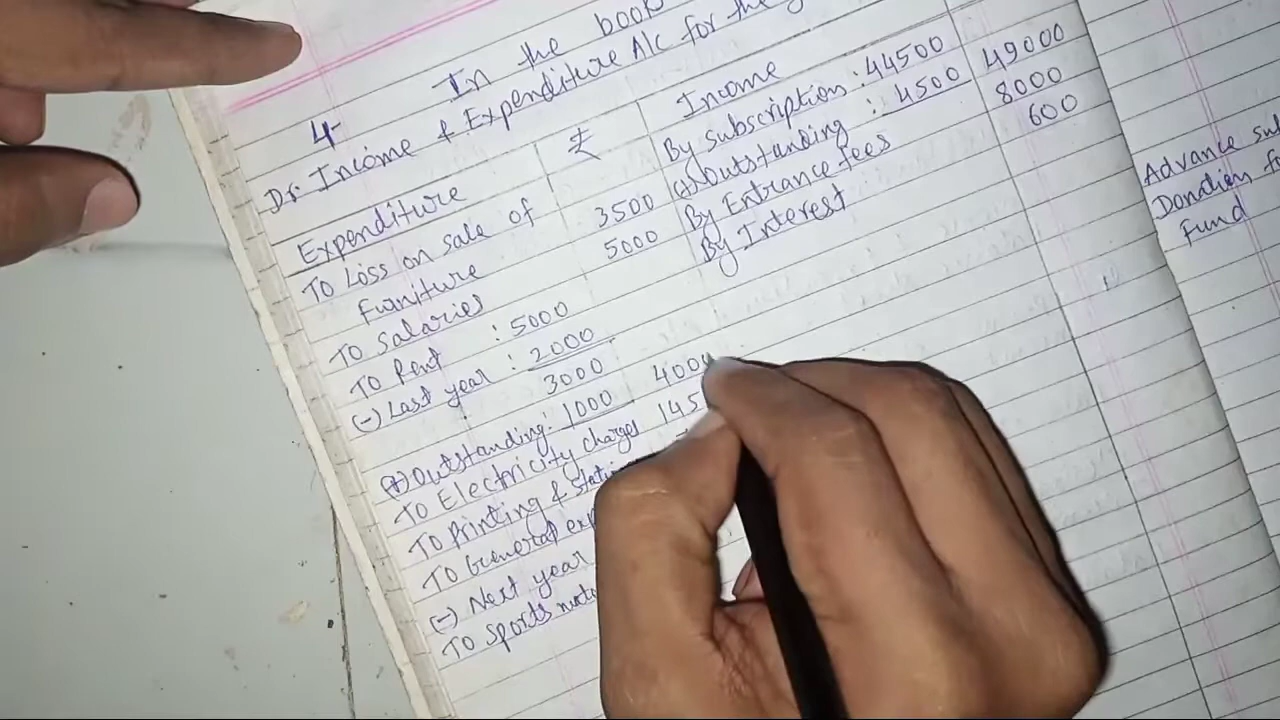 4
In the book
Dr. Income & Expenditure A/c for the
Expenditure ₹
To Loss on sale of
Furniture 3500
To Salaries 5000
To Rent : 5000
(-) Last year : 2000
3000
(+) Outstanding: 1000 4000
To Electricity charges 145
To Printing &
To General
(-) Next year
To Sports
Income
By Subscription : 44500
(+) Outstanding : 4500 49000
By Entrance fees 8000
By Interest 600
Advance
Donation
Fund